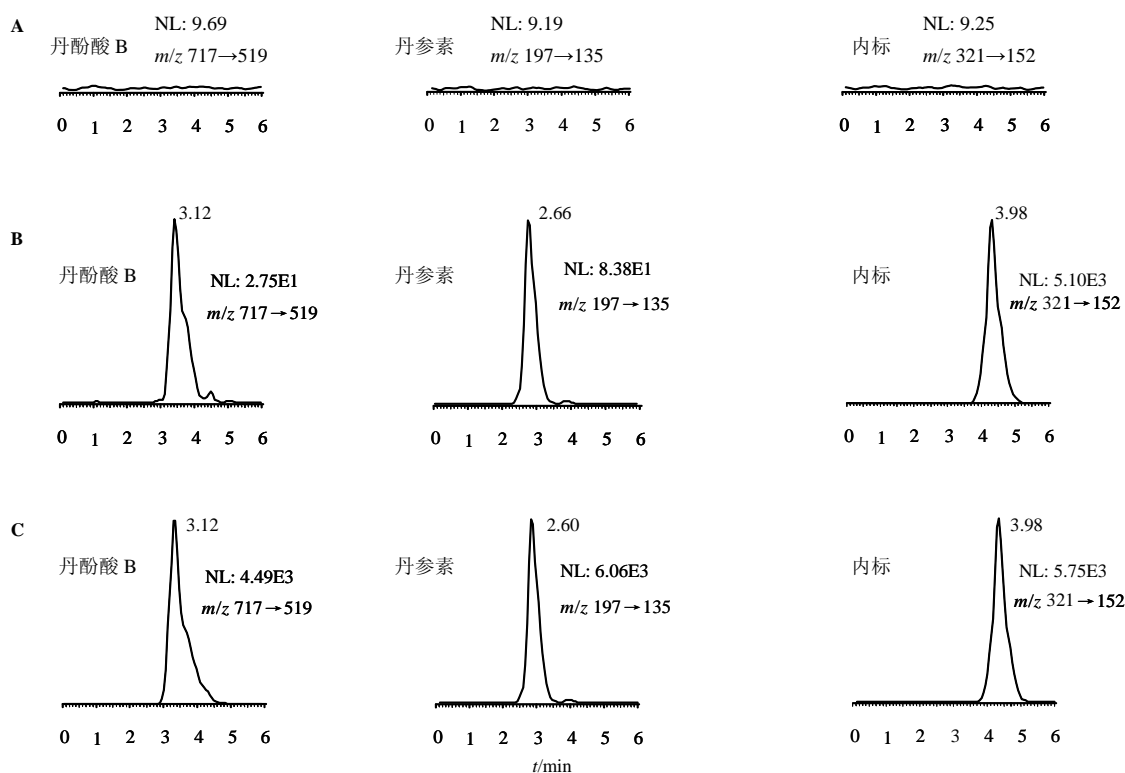 A
丹酚酸 B
NL: 9.69
m/z 717→519
0 1 2 3 4 5 6
丹参素
NL: 9.19
m/z 197→135
0 1 2 3 4 5 6
内标
NL: 9.25
m/z 321→152
0 1 2 3 4 5 6
B
丹酚酸 B
3.12
NL: 2.75E1
m/z 717→519
0 1 2 3 4 5 6
丹参素
2.66
NL: 8.38E1
m/z 197→135
0 1 2 3 4 5 6
内标
3.98
NL: 5.10E3
m/z 321→152
0 1 2 3 4 5 6
C
丹酚酸 B
3.12
NL: 4.49E3
m/z 717→519
0 1 2 3 4 5 6
丹参素
2.60
NL: 6.06E3
m/z 197→135
0 1 2 3 4 5 6
内标
3.98
NL: 5.75E3
m/z 321→152
0 1 2 3 4 5 6
t/min